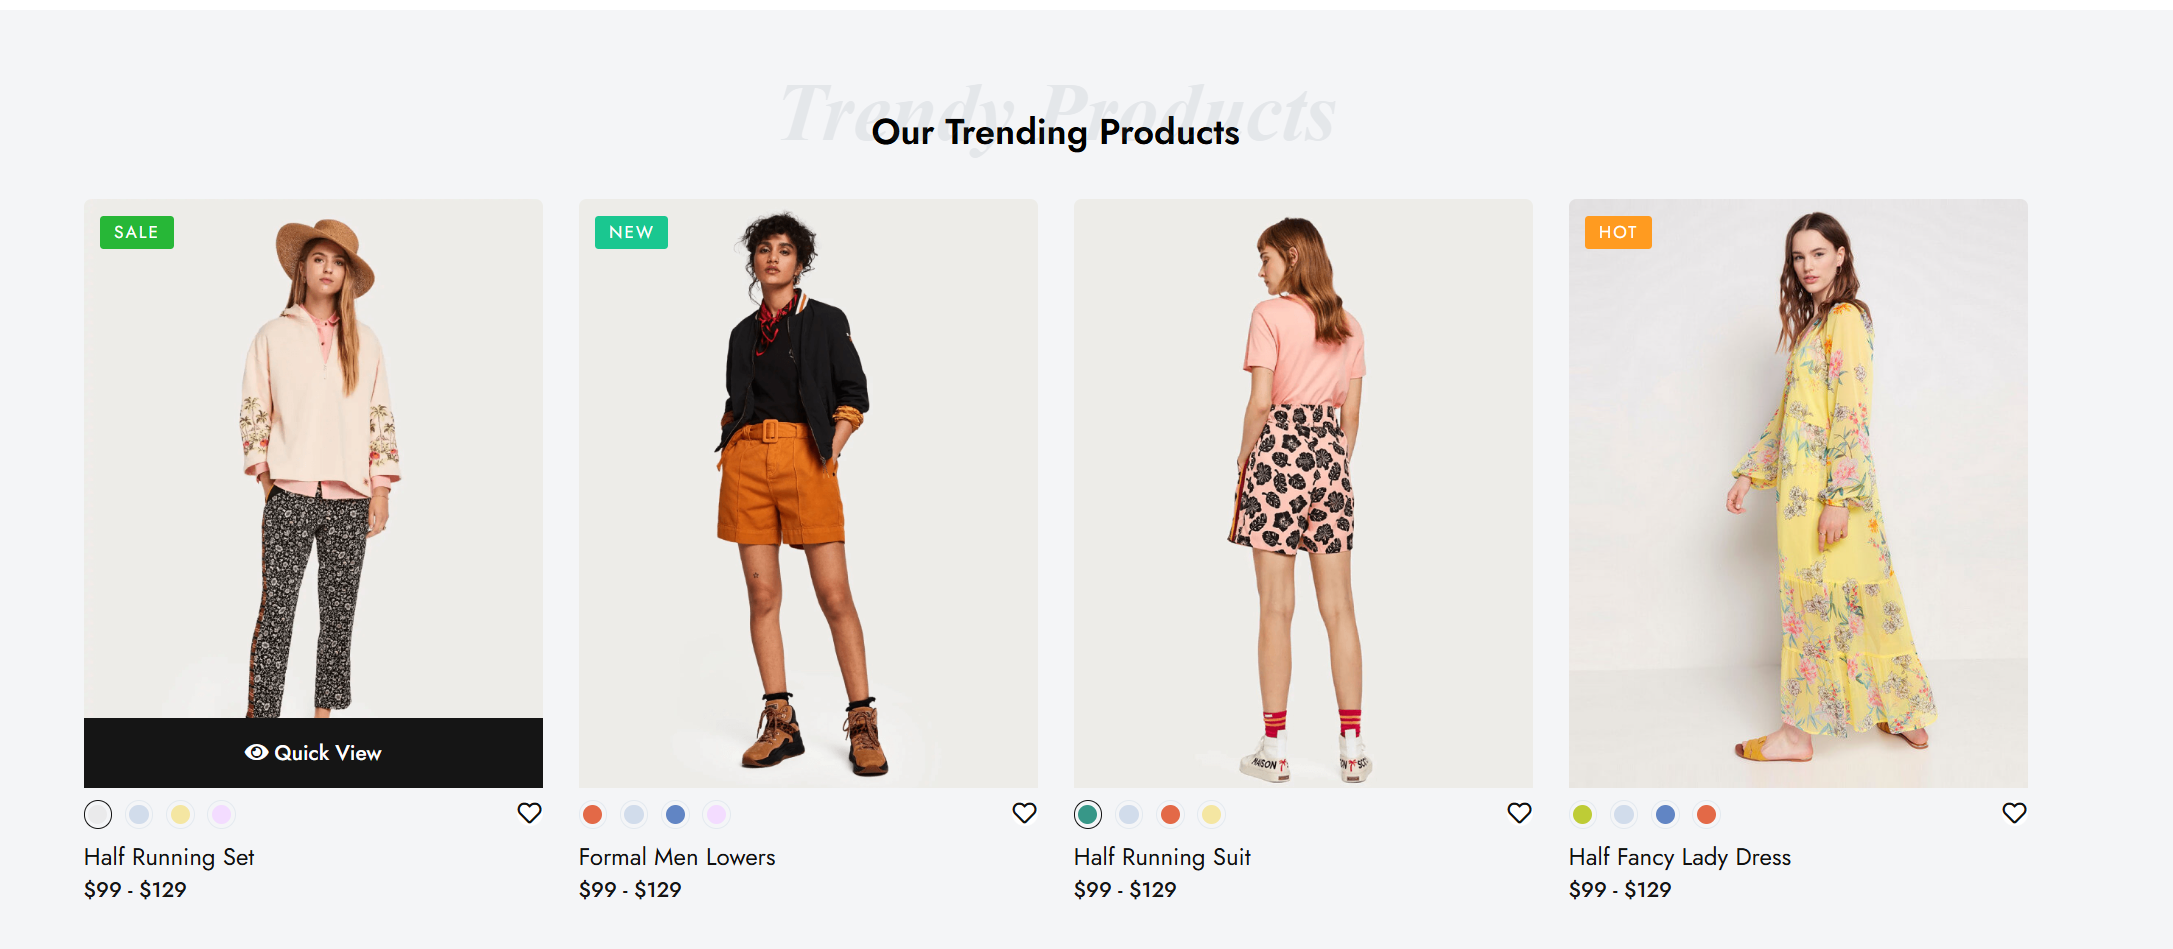 Trendy Products
Our Trending Products
SALE
NEW
HOT
Quick View
MAISON
Half Running Set
$99 - $129
Formal Men Lowers
$99 - $129
Half Running Suit
$99 - $129
Half Fancy Lady Dress
$99 - $129